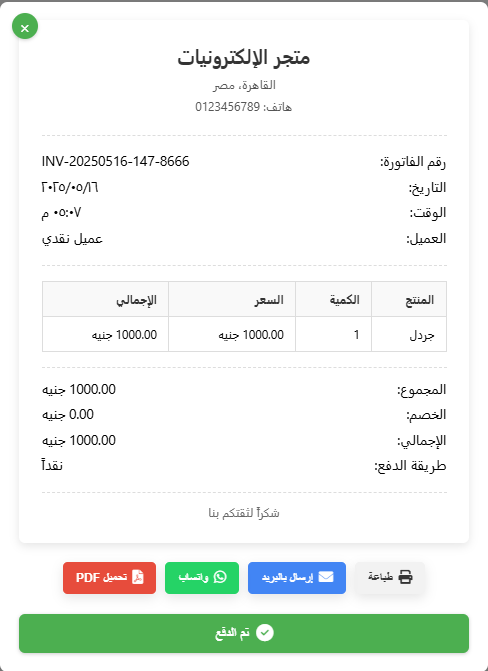 متجر الإلكترونيات
القاهرة، مصر
هاتف: 0123456789
رقم الفاتورة: INV-20250516-147-8666
التاريخ: ٢٠٢٥/٠٥/١٦
الوقت: ٠٥:٠٧ م
العميل: عميل نقدي
المنتج الكمية السعر الإجمالي
جردل 1 1000.00 جنيه 1000.00 جنيه
المجموع: 1000.00 جنيه
الخصم: 0.00 جنيه
الإجمالي: 1000.00 جنيه
طريقة الدفع: نقداً
شكراً لثقتكم بنا
طباعة إرسال بالبريد واتساب تحميل PDF
تم الدفع